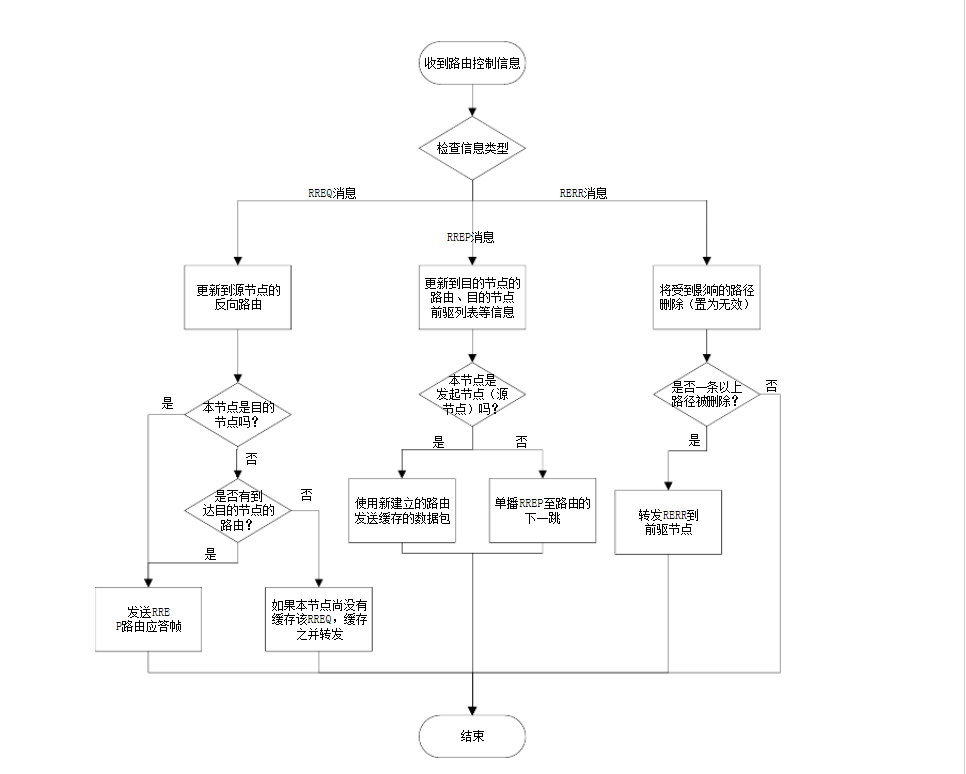 收到路由控制信息
检查信息类型
RREQ消息
RERR消息
RREP消息
更新到源节点的
反向路由
更新到目的节点的
路由、目的节点
前驱列表等信息
将受到影响的路径
删除（置为无效）
是
本节点是目的
节点吗？
否
本节点是
发起节点（源
节点）吗？
是否一条以上
路径被删除？
否
是
否
是
是否有到
达目的节点的
路由？
否
是
使用新建立的路由
发送缓存的数据包
单播RREP至路由的
下一跳
转发RERR到
前驱节点
发送RRE
P路由应答帧
如果本节点尚没有
缓存该RREQ，缓存
之并转发
结束